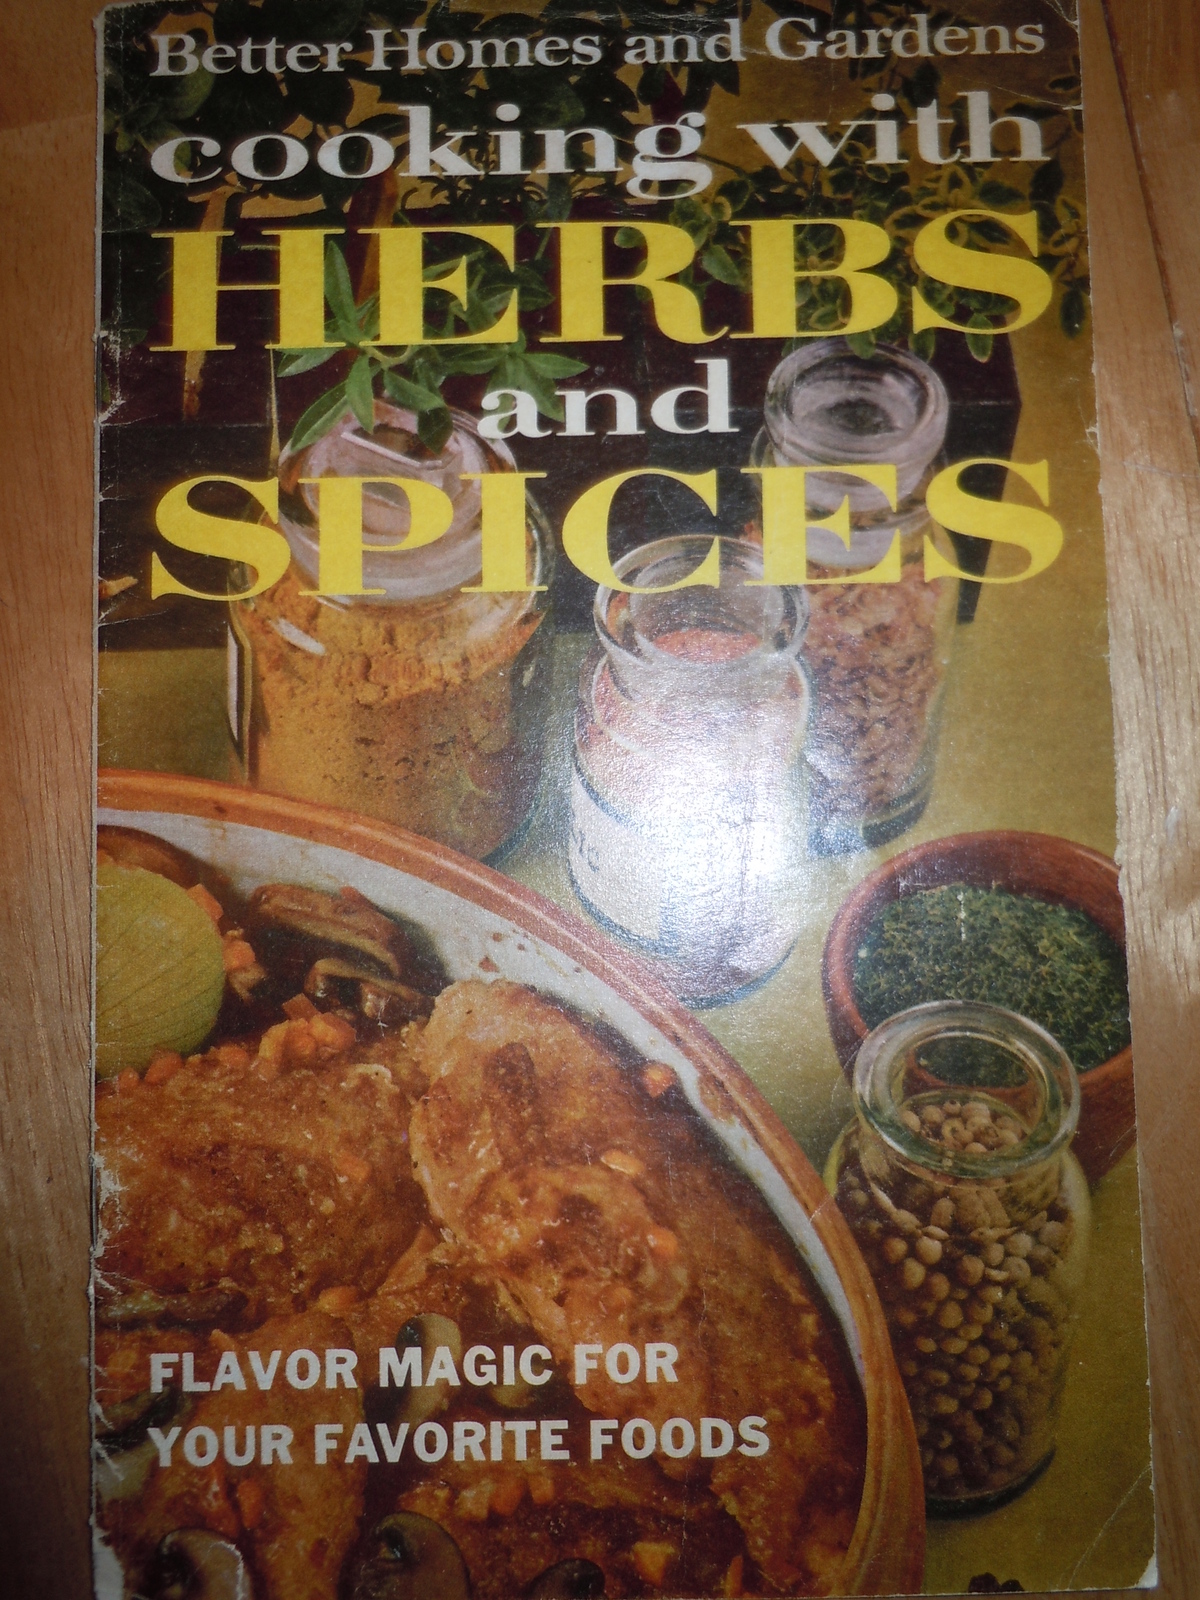 Better Homes and Gardens
cooking with
HERBS
and
SPICES
FLAVOR MAGIC FOR
YOUR FAVORITE FOODS